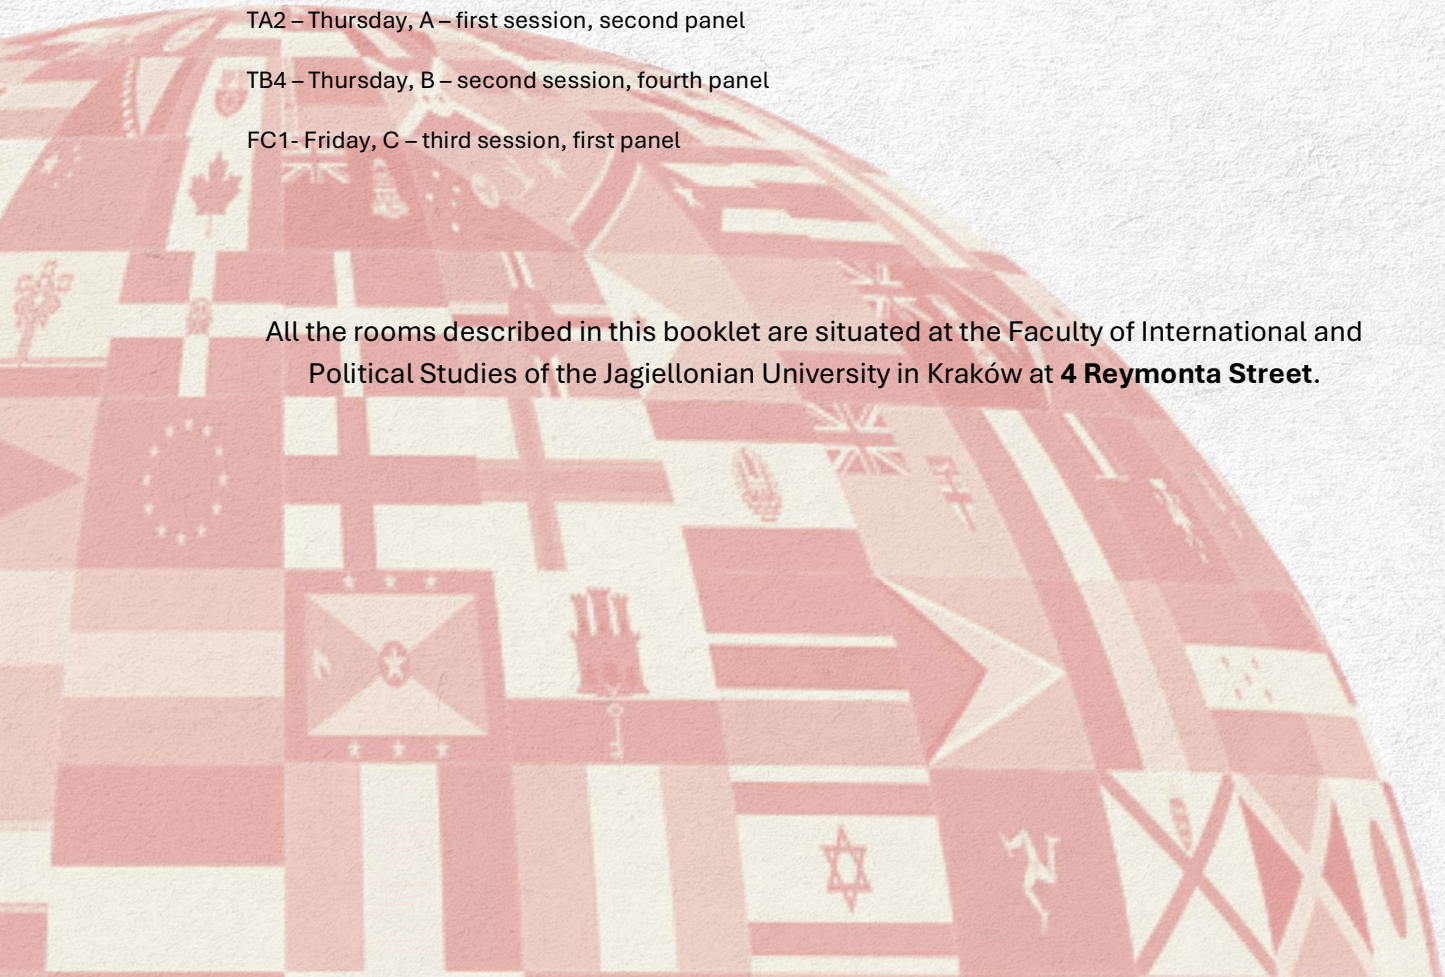 TA2 – Thursday, A – first session, second panel
TB4 – Thursday, B – second session, fourth panel
FC1- Friday, C – third session, first panel
All the rooms described in this booklet are situated at the Faculty of International and
Political Studies of the Jagiellonian University in Kraków at 4 Reymonta Street.